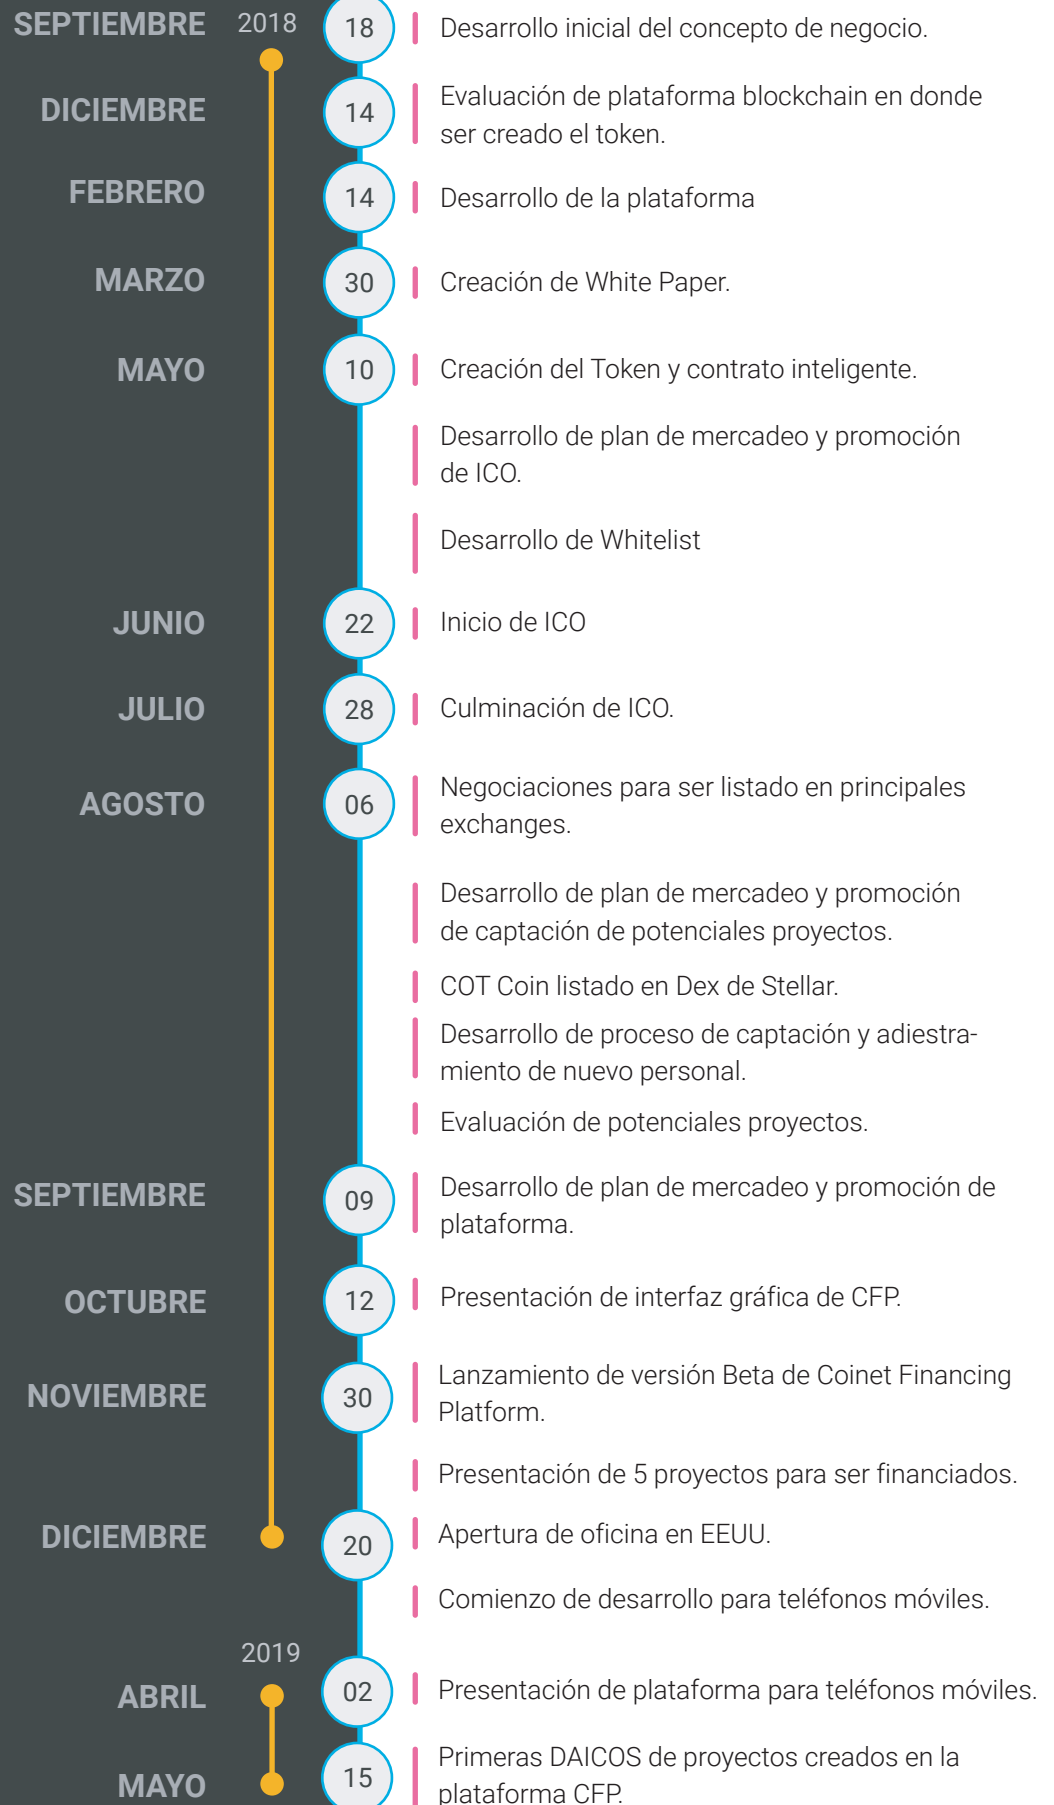 SEPTIEMBRE 2018 18 Desarrollo inicial del concepto de negocio.
DICIEMBRE 14 Evaluación de plataforma blockchain en donde
ser creado el token.
FEBRERO 14 Desarrollo de la plataforma
MARZO 30 Creación de White Paper.
MAYO 10 Creación del Token y contrato inteligente.
Desarrollo de plan de mercadeo y promoción
de ICO.
Desarrollo de Whitelist
JUNIO 22 Inicio de ICO
JULIO 28 Culminación de ICO.
AGOSTO 06 Negociaciones para ser listado en principales
exchanges.
Desarrollo de plan de mercadeo y promoción
de captación de potenciales proyectos.
COT Coin listado en Dex de Stellar.
Desarrollo de proceso de captación y adiestra-
miento de nuevo personal.
Evaluación de potenciales proyectos.
SEPTIEMBRE 09 Desarrollo de plan de mercadeo y promoción de
plataforma.
OCTUBRE 12 Presentación de interfaz gráfica de CFP.
NOVIEMBRE 30 Lanzamiento de versión Beta de Coinet Financing
Platform.
Presentación de 5 proyectos para ser financiados.
DICIEMBRE 20 Apertura de oficina en EEUU.
Comienzo de desarrollo para teléfonos móviles.
2019
ABRIL 02 Presentación de plataforma para teléfonos móviles.
MAYO 15 Primeras DAICOS de proyectos creados en la
plataforma CFP.